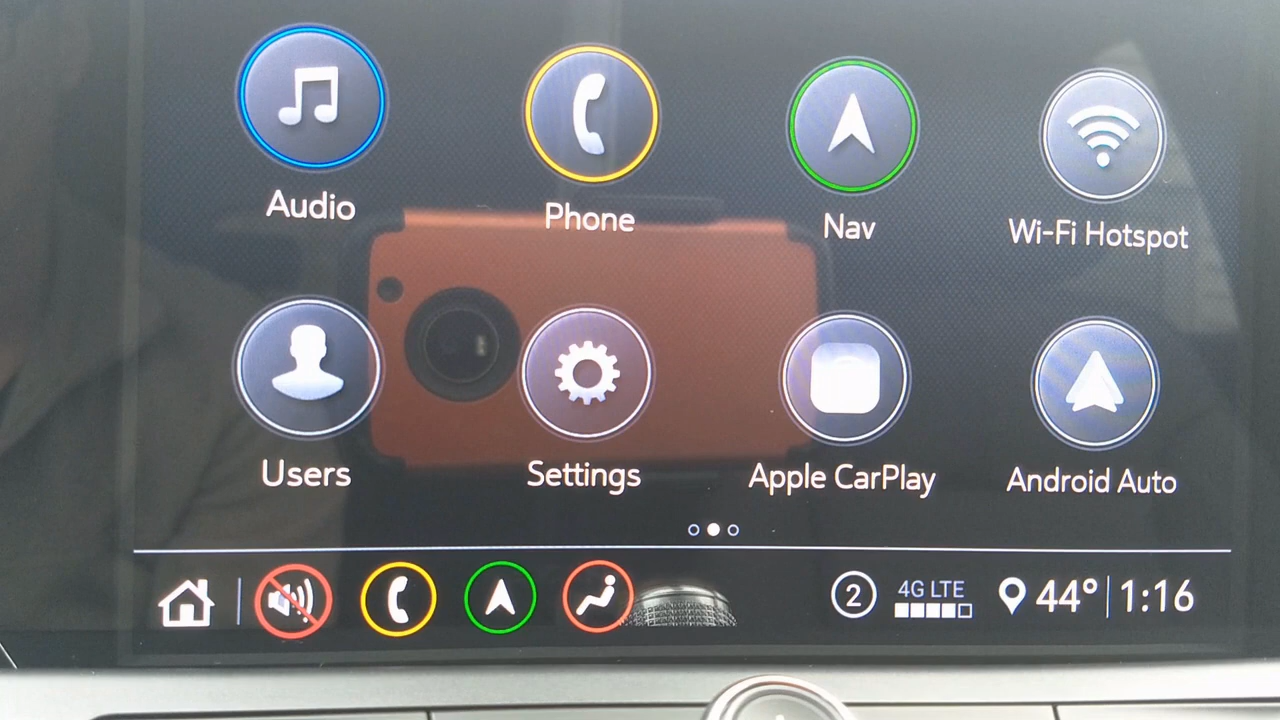 Audio
Phone
Nav
Wi-Fi Hotspot
Users
Settings
Apple CarPlay
Android Auto
2
4G LTE
44°
1:16